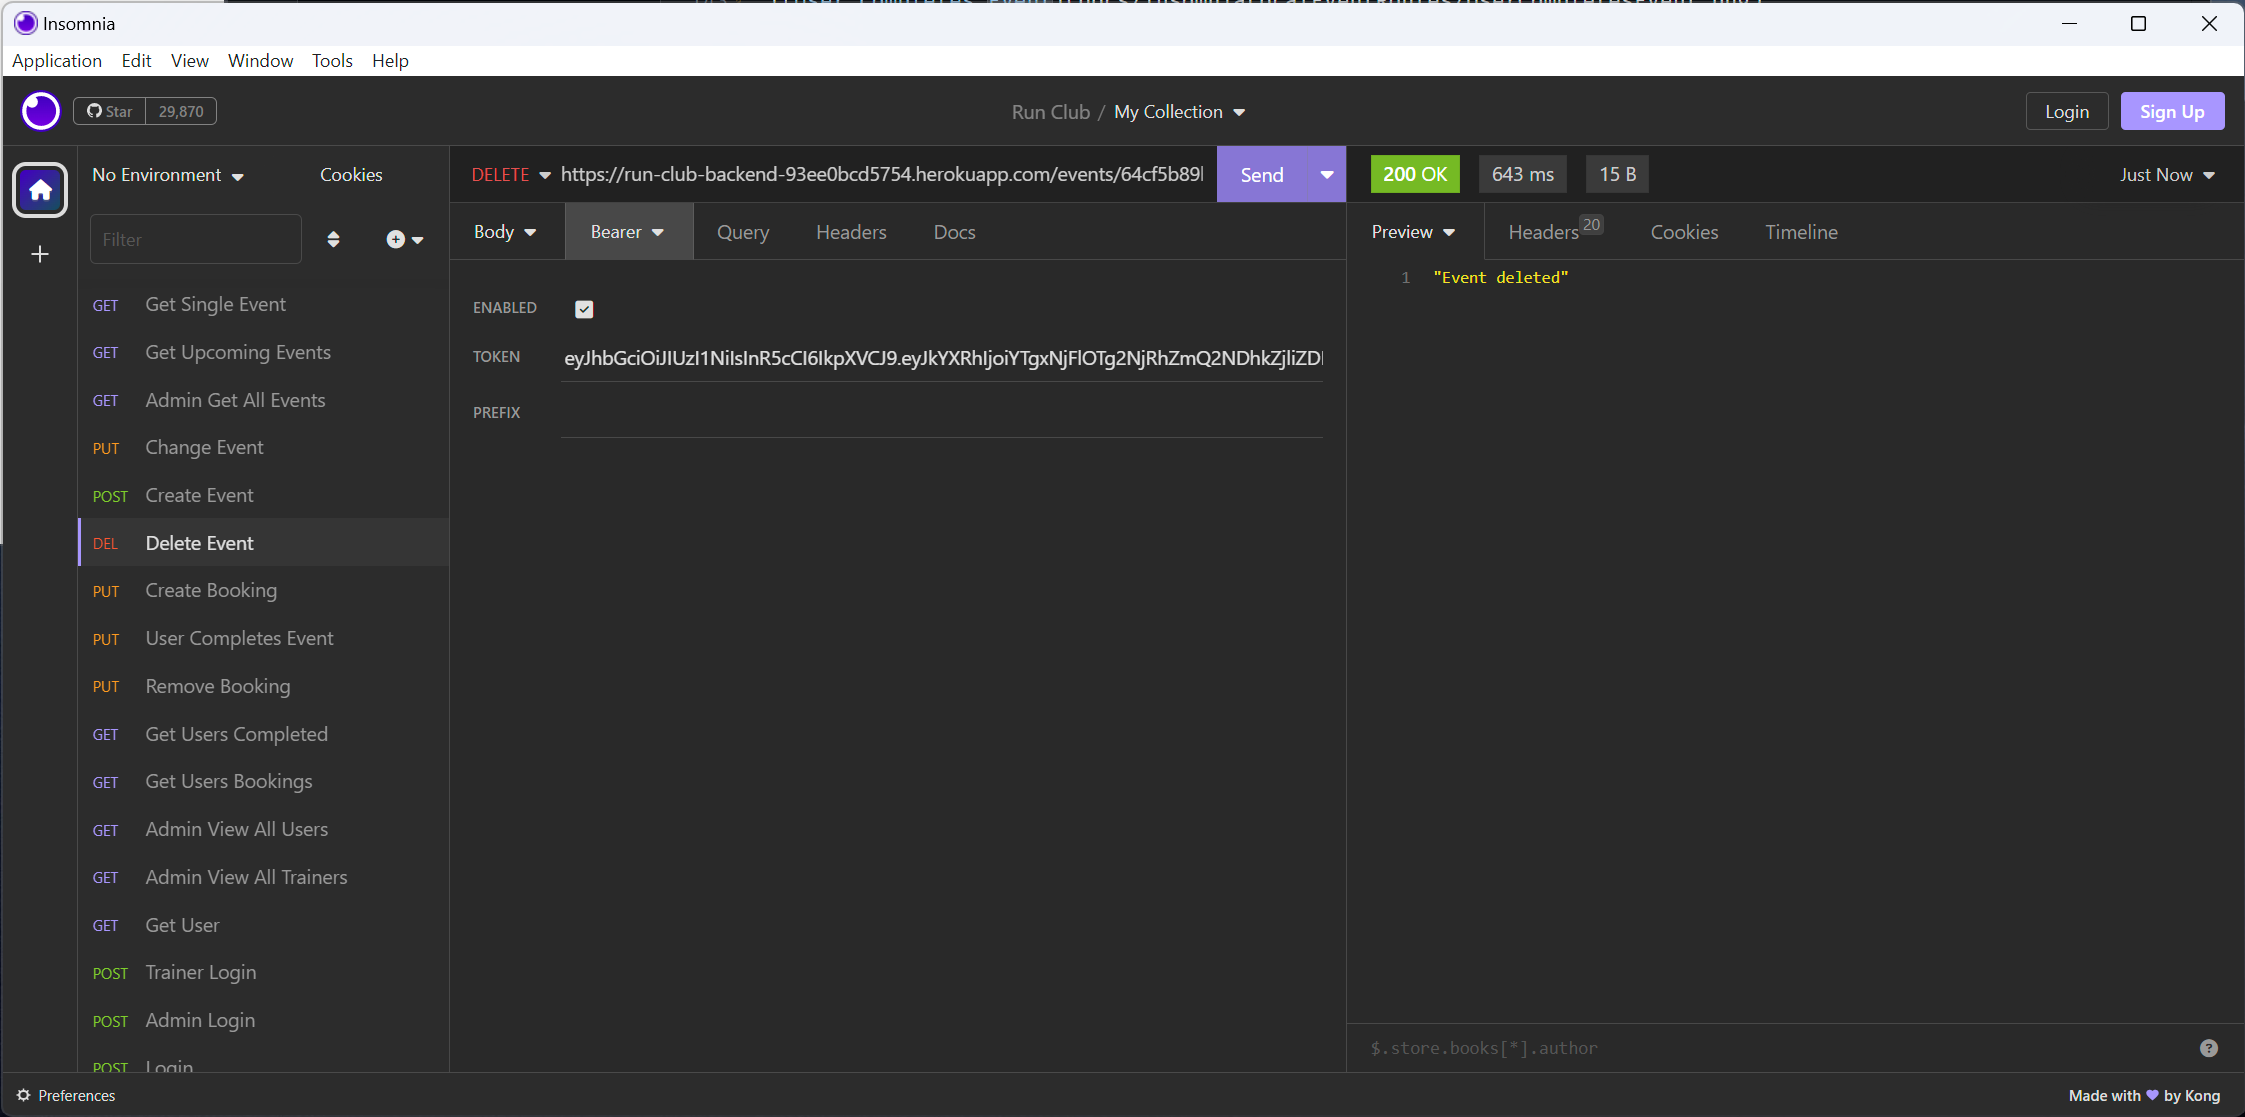 Insomnia
Application Edit View Window Tools Help
Star 29,870
Run Club / My Collection
Login Sign Up
No Environment Cookies
Filter
GET Get Single Event
GET Get Upcoming Events
GET Admin Get All Events
PUT Change Event
POST Create Event
DEL Delete Event
PUT Create Booking
PUT User Completes Event
PUT Remove Booking
GET Get Users Completed
GET Get Users Bookings
GET Admin View All Users
GET Admin View All Trainers
GET Get User
POST Trainer Login
POST Admin Login
POST Login
DELETE https://run-club-backend-93ee0bcd5754.herokuapp.com/events/64cf5b89 Send
Body Bearer Query Headers Docs
ENABLED
TOKEN eyJhbGciOiJIUzI1NiIsInR5cCI6IkpXVCJ9.eyJkYXRhIjoiYTgxNjFlOTg2NjRhZmQ2NDhkZjliZD
PREFIX
200 OK 643 ms 15 B Just Now
Preview Headers 20 Cookies Timeline
1 "Event deleted"
$.store.books[*].author
Preferences
Made with ♥ by Kong